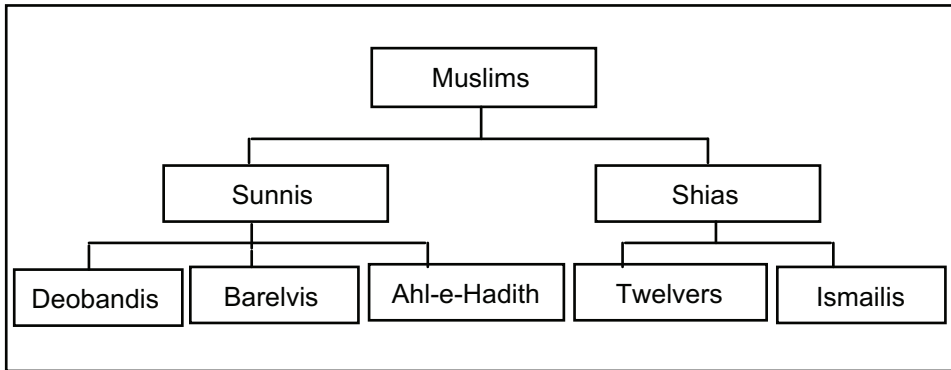 Muslims
Sunnis
Shias
Deobandis
Barelvis
Ahl-e-Hadith
Twelvers
Ismailis